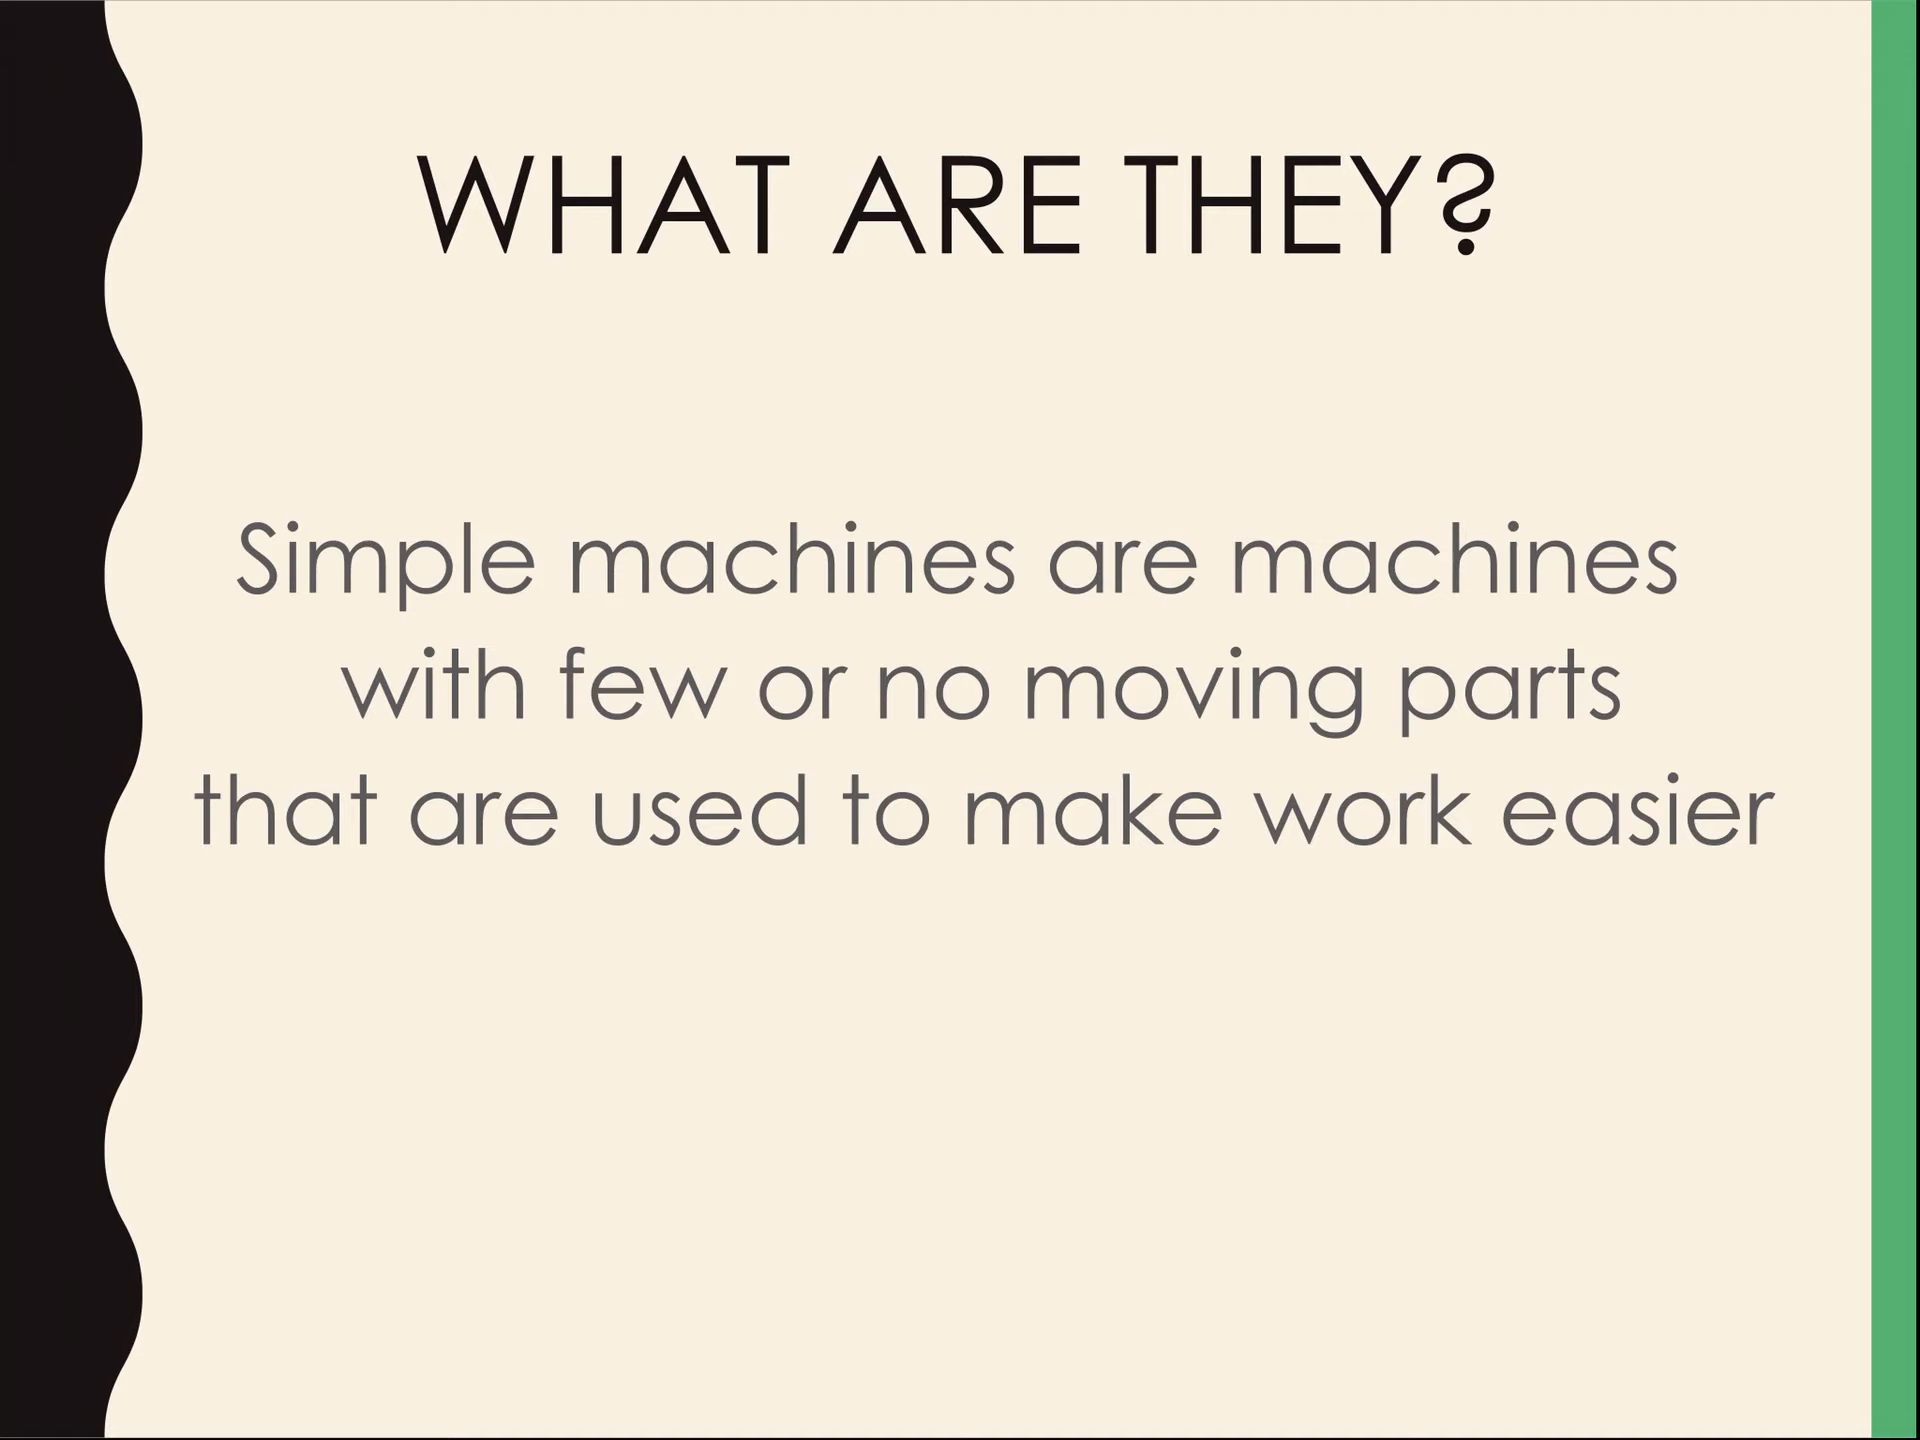 WHAT ARE THEY?
Simple machines are machines
with few or no moving parts
that are used to make work easier